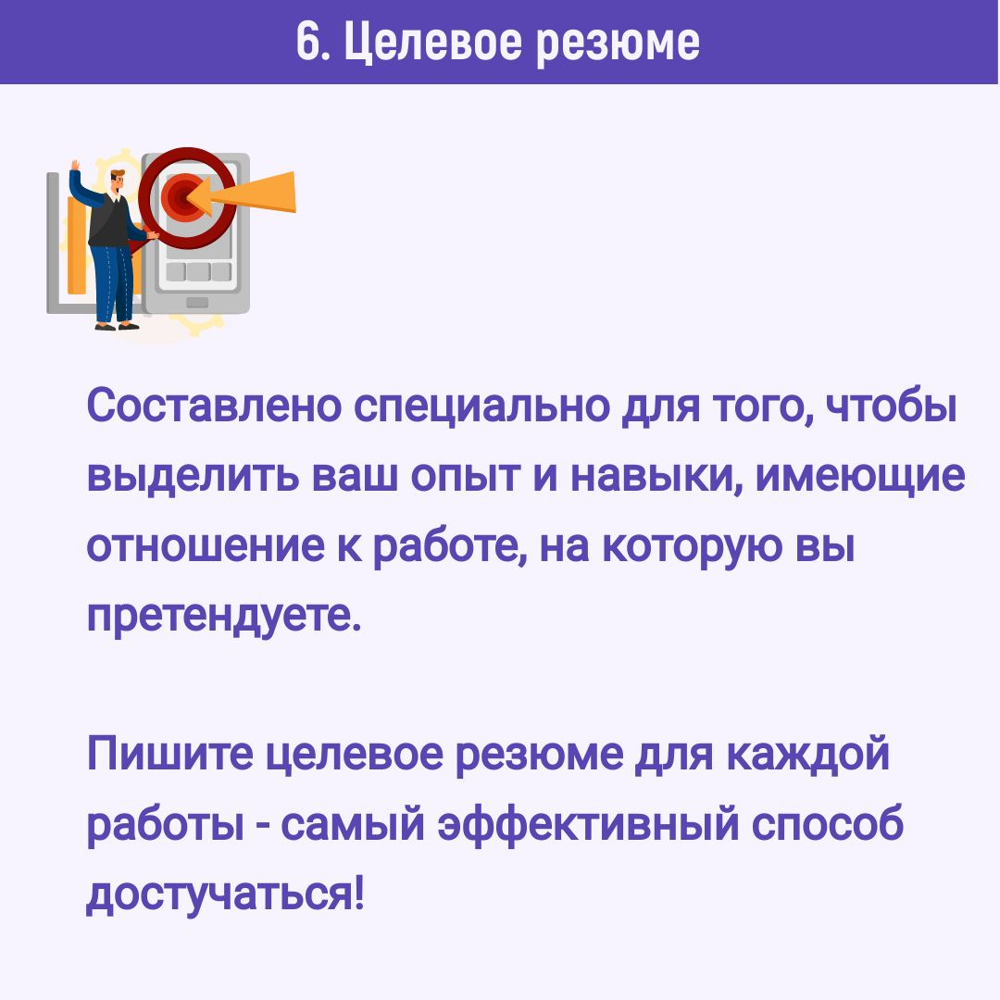 6. Целевое резюме
Составлено специально для того, чтобы
выделить ваш опыт и навыки, имеющие
отношение к работе, на которую вы
претендуете.
Пишите целевое резюме для каждой
работы - самый эффективный способ
достучаться!